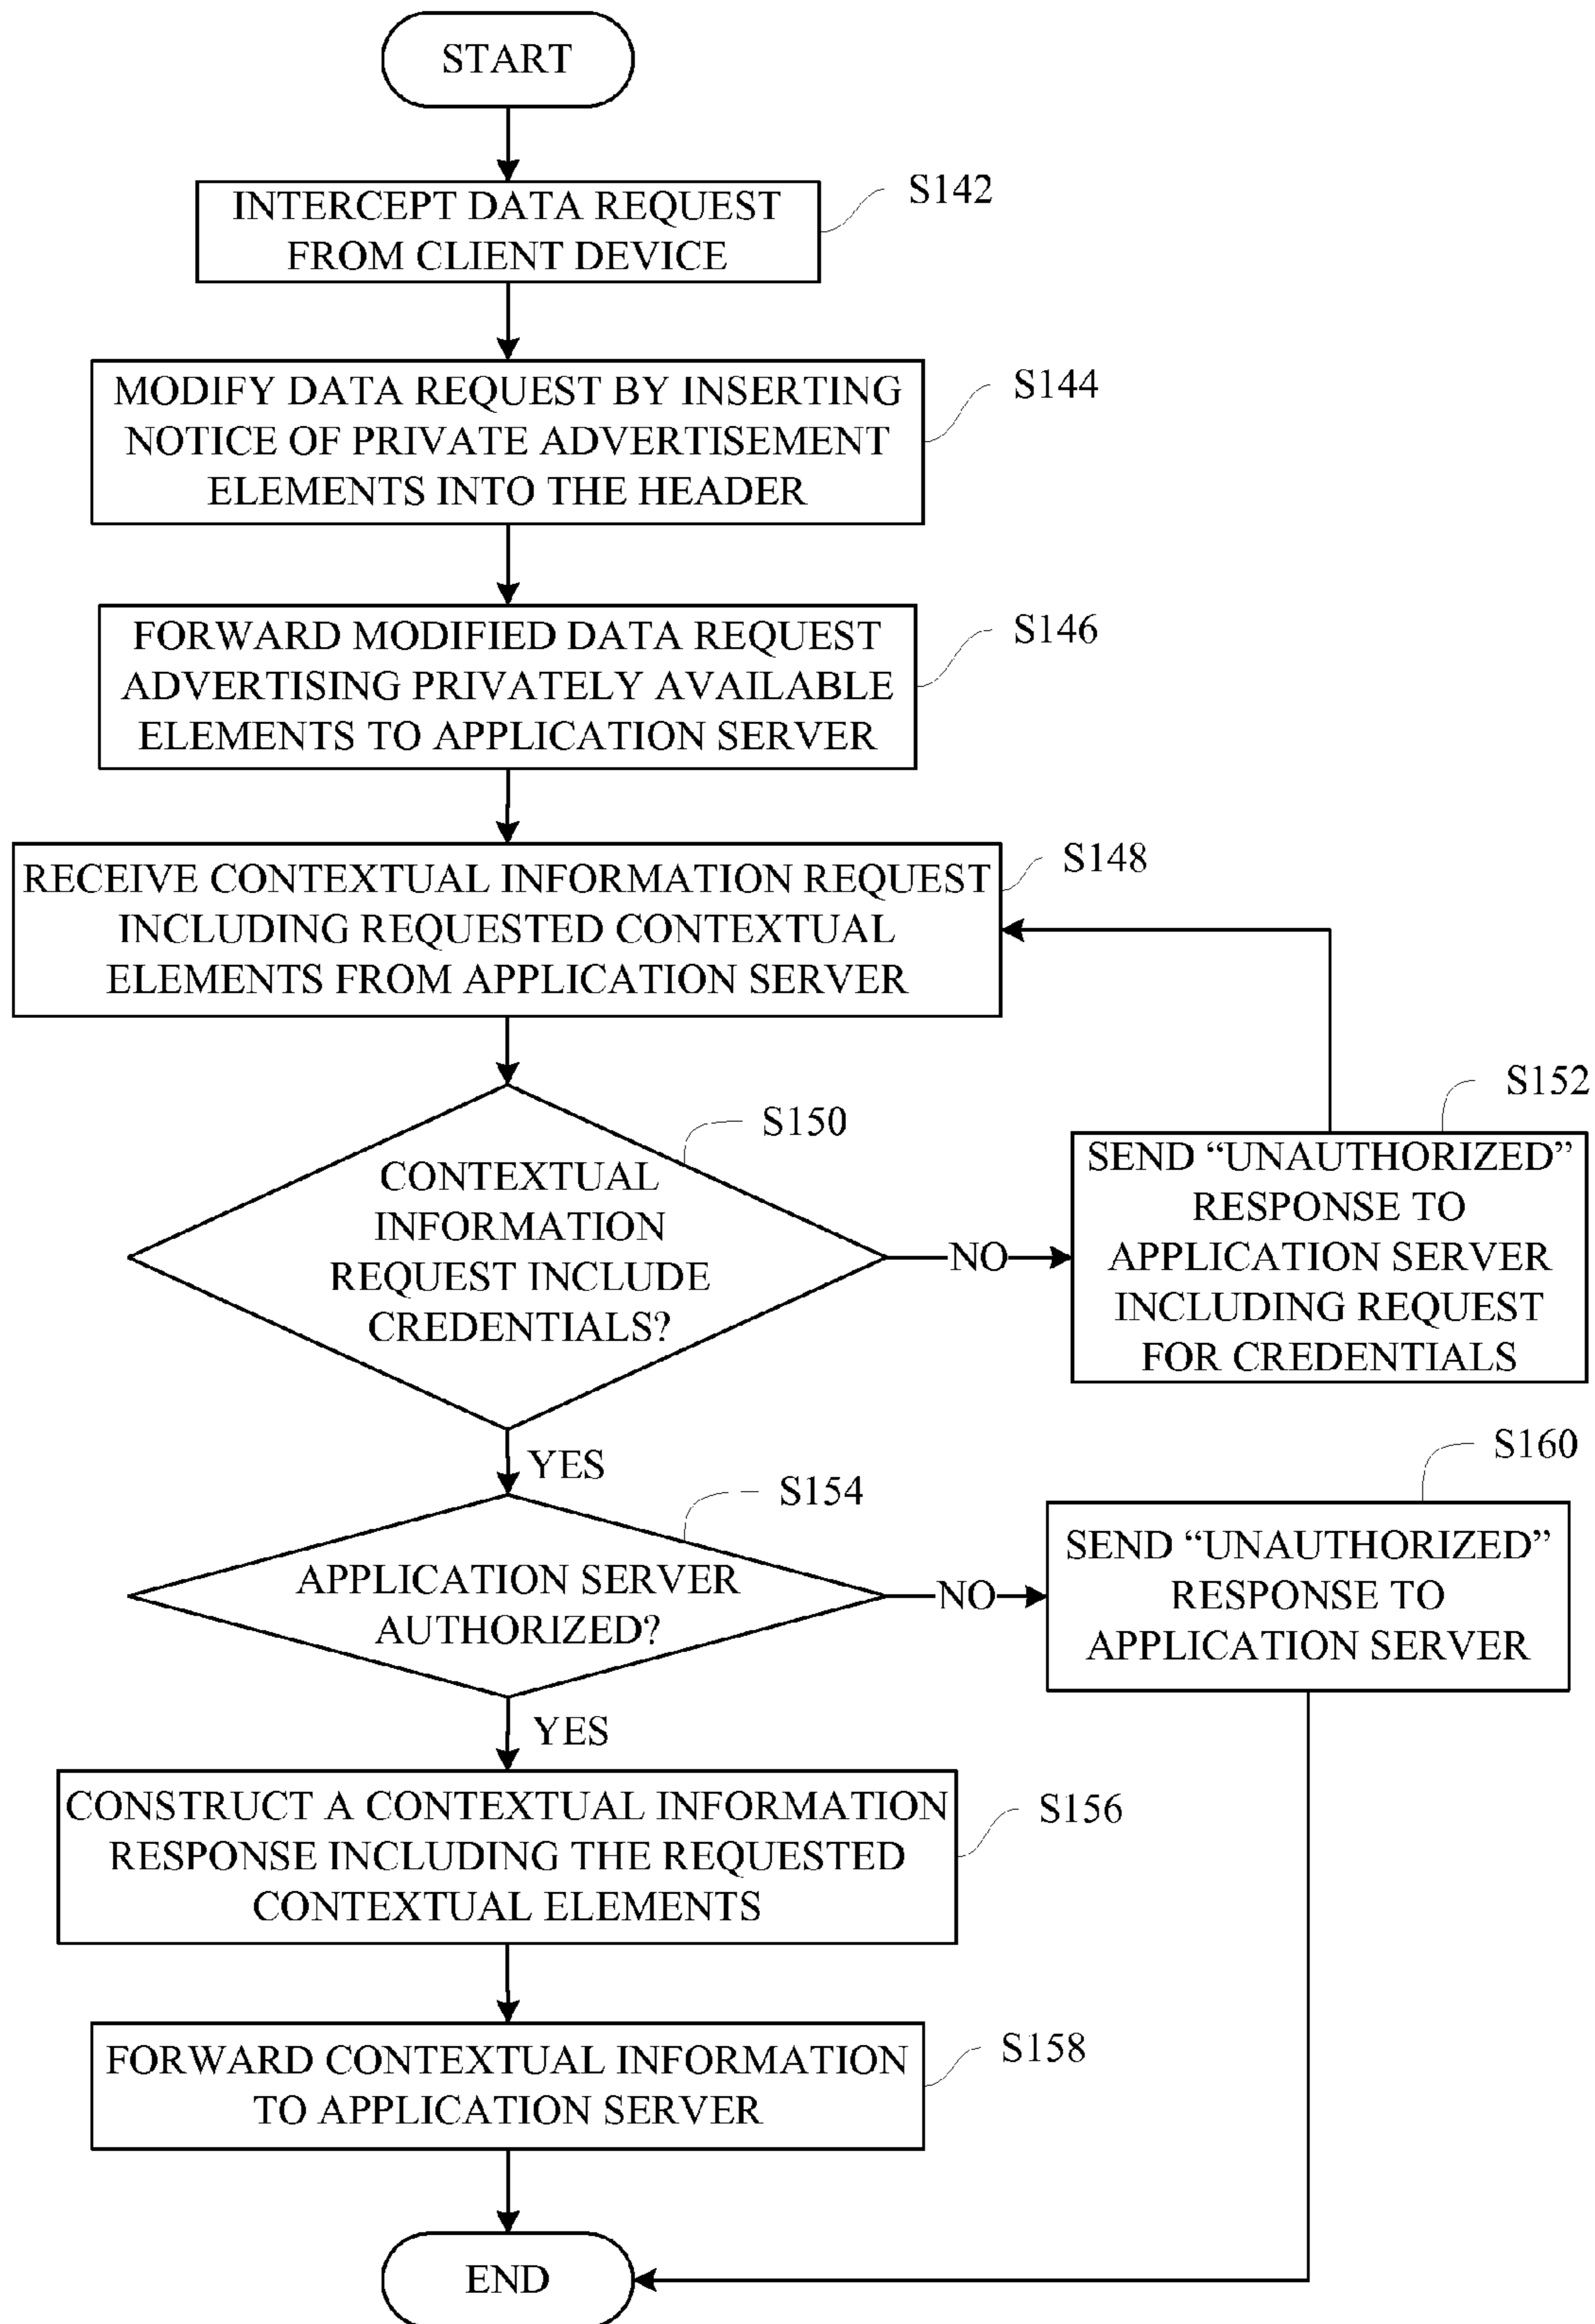 START
INTERCEPT DATA REQUEST
FROM CLIENT DEVICE
S142
MODIFY DATA REQUEST BY INSERTING
NOTICE OF PRIVATE ADVERTISEMENT
ELEMENTS INTO THE HEADER
S144
FORWARD MODIFIED DATA REQUEST
ADVERTISING PRIVATELY AVAILABLE
ELEMENTS TO APPLICATION SERVER
S146
RECEIVE CONTEXTUAL INFORMATION REQUEST
INCLUDING REQUESTED CONTEXTUAL
ELEMENTS FROM APPLICATION SERVER
S148
CONTEXTUAL
INFORMATION
REQUEST INCLUDE
CREDENTIALS?
S150
NO
SEND “UNAUTHORIZED”
RESPONSE TO
APPLICATION SERVER
INCLUDING REQUEST
FOR CREDENTIALS
S152
YES
APPLICATION SERVER
AUTHORIZED?
S154
NO
SEND “UNAUTHORIZED”
RESPONSE TO
APPLICATION SERVER
S160
YES
CONSTRUCT A CONTEXTUAL INFORMATION
RESPONSE INCLUDING THE REQUESTED
CONTEXTUAL ELEMENTS
S156
FORWARD CONTEXTUAL INFORMATION
TO APPLICATION SERVER
S158
END